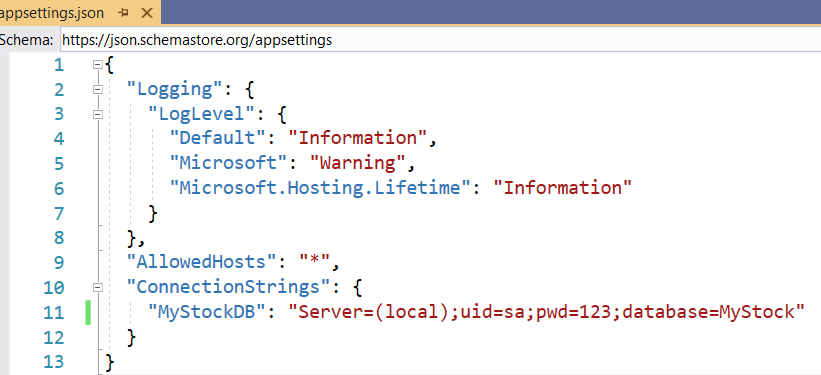 appsettings.json
Schema: https://json.schemastore.org/appsettings
1 {
2 "Logging": {
3 "LogLevel": {
4 "Default": "Information",
5 "Microsoft": "Warning",
6 "Microsoft.Hosting.Lifetime": "Information"
7 }
8 },
9 "AllowedHosts": "*",
10 "ConnectionStrings": {
11 "MyStockDB": "Server=(local);uid=sa;pwd=123;database=MyStock"
12 }
13 }